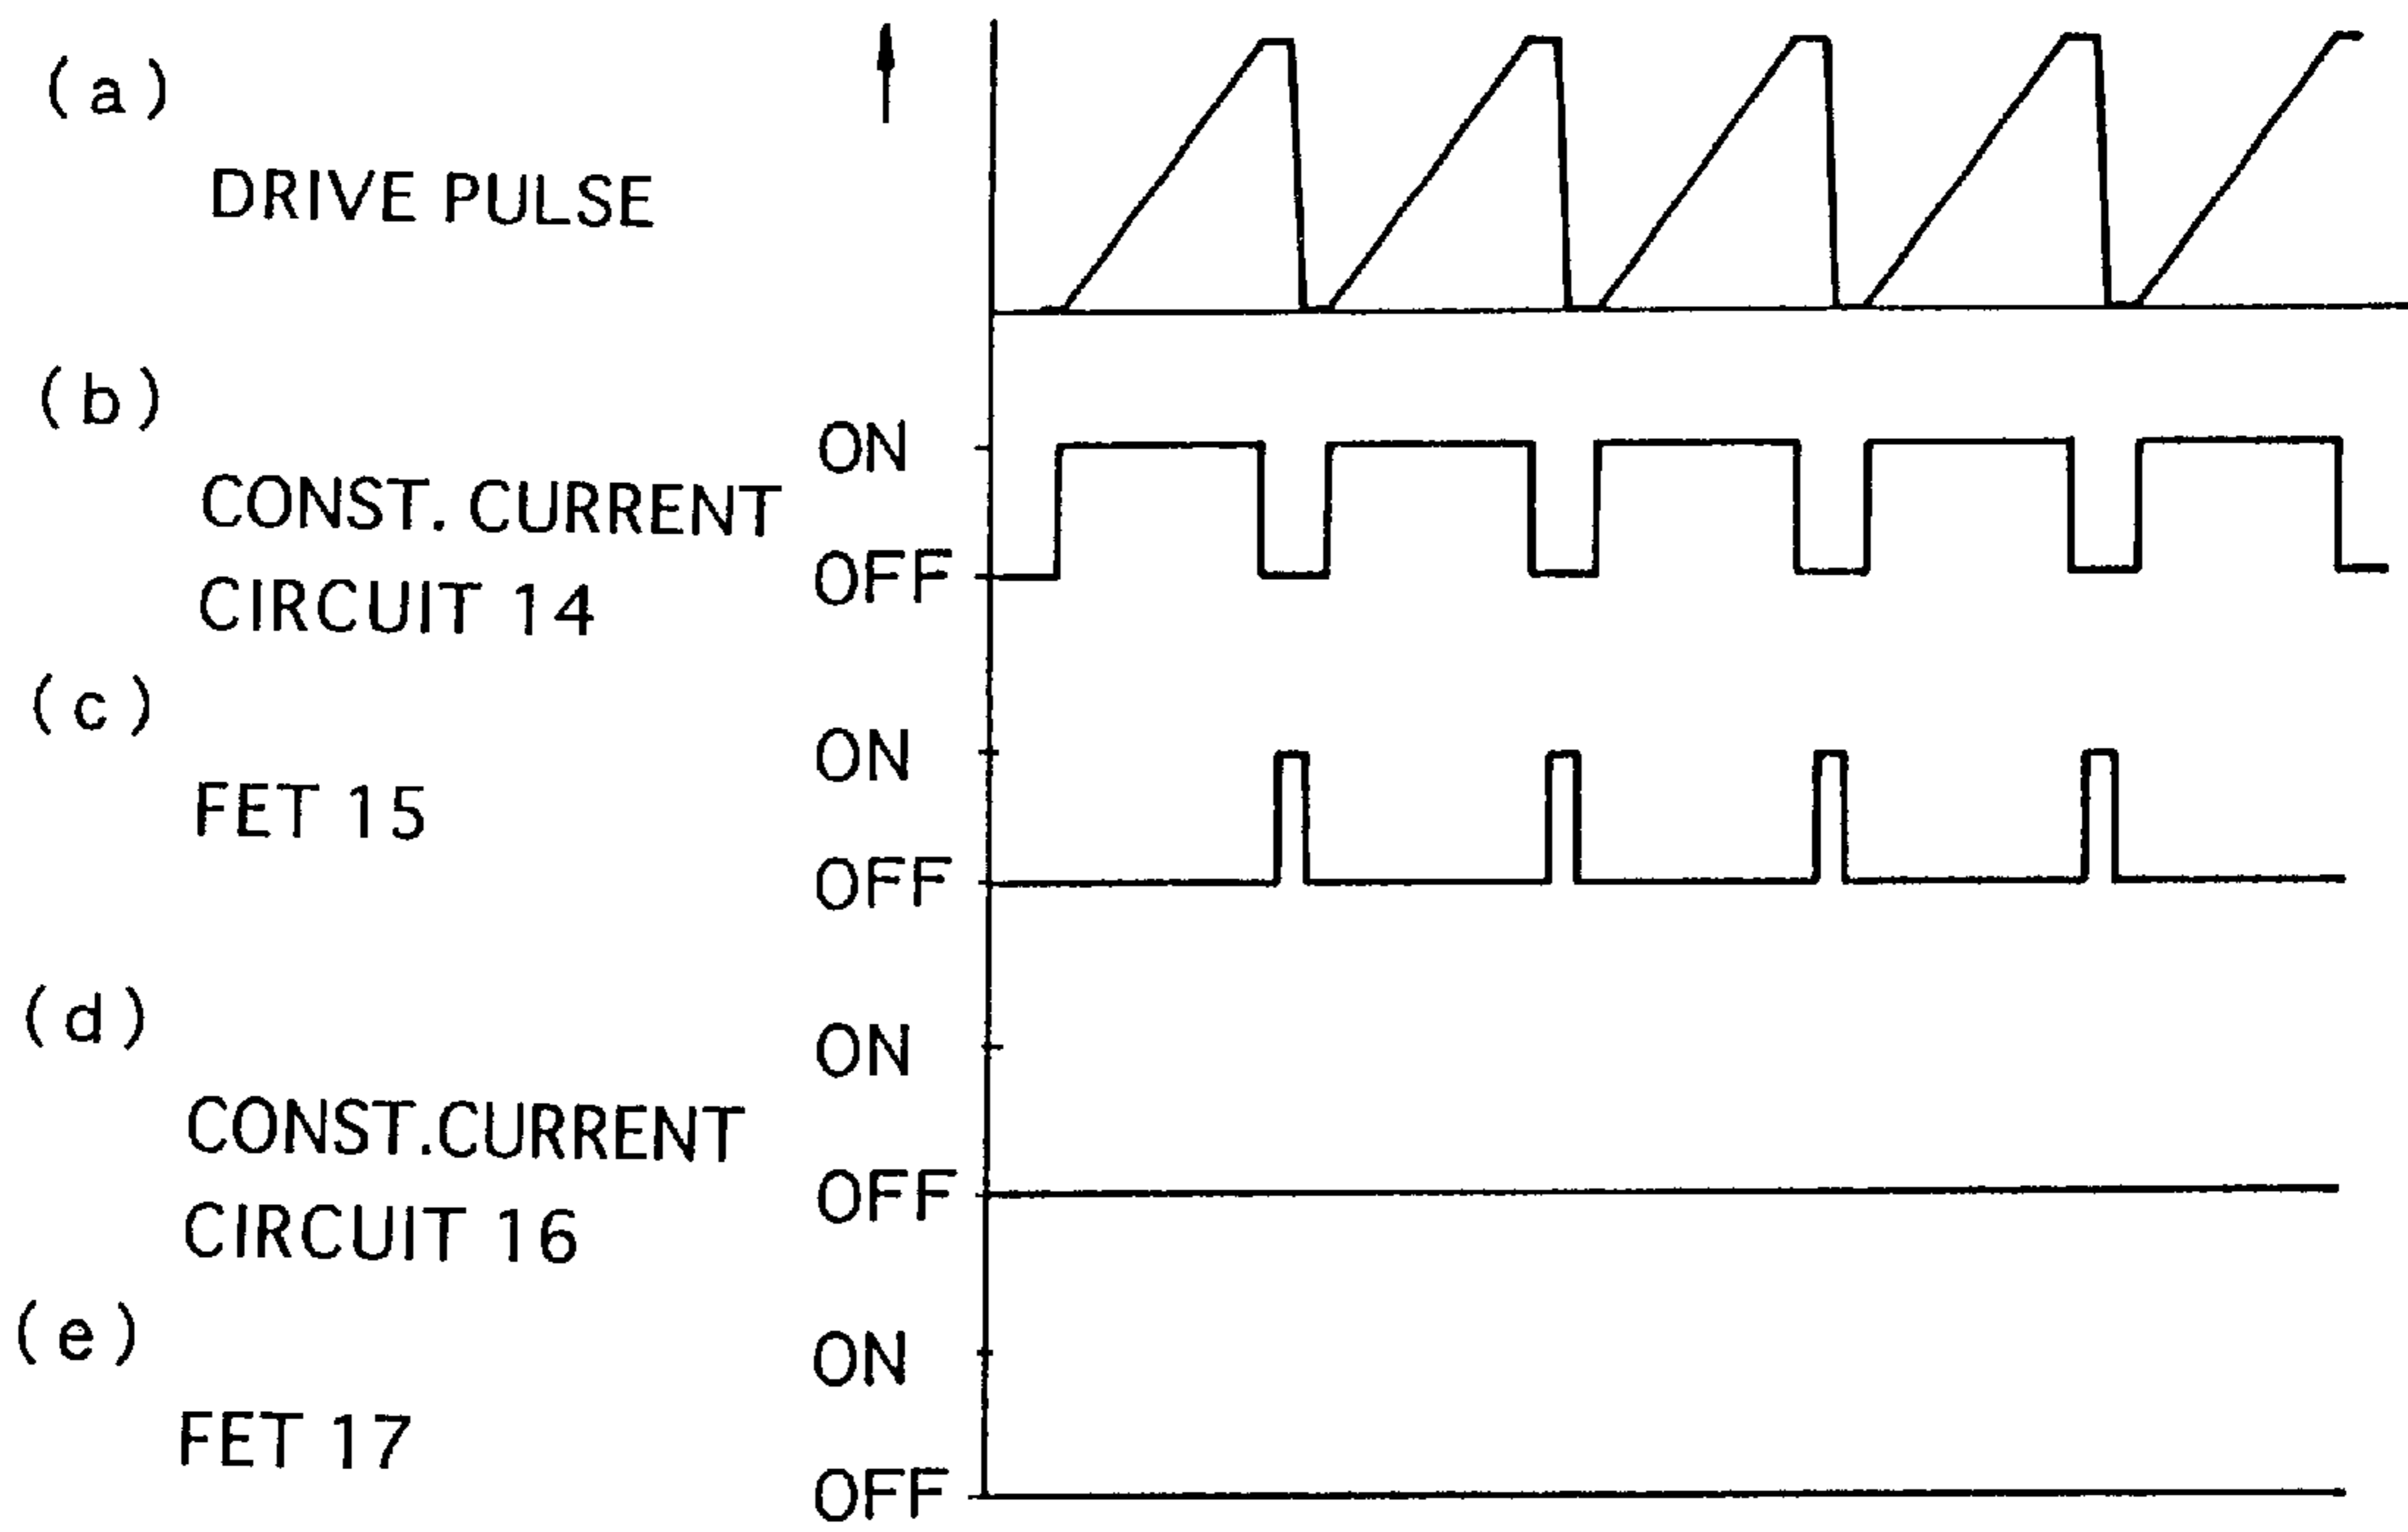 (a)
DRIVE PULSE
(b)
ON
CONST. CURRENT
OFF
CIRCUIT 14
(c)
ON
FET 15
OFF
(d)
ON
CONST.CURRENT
OFF
CIRCUIT 16
(e)
ON
FET 17
OFF